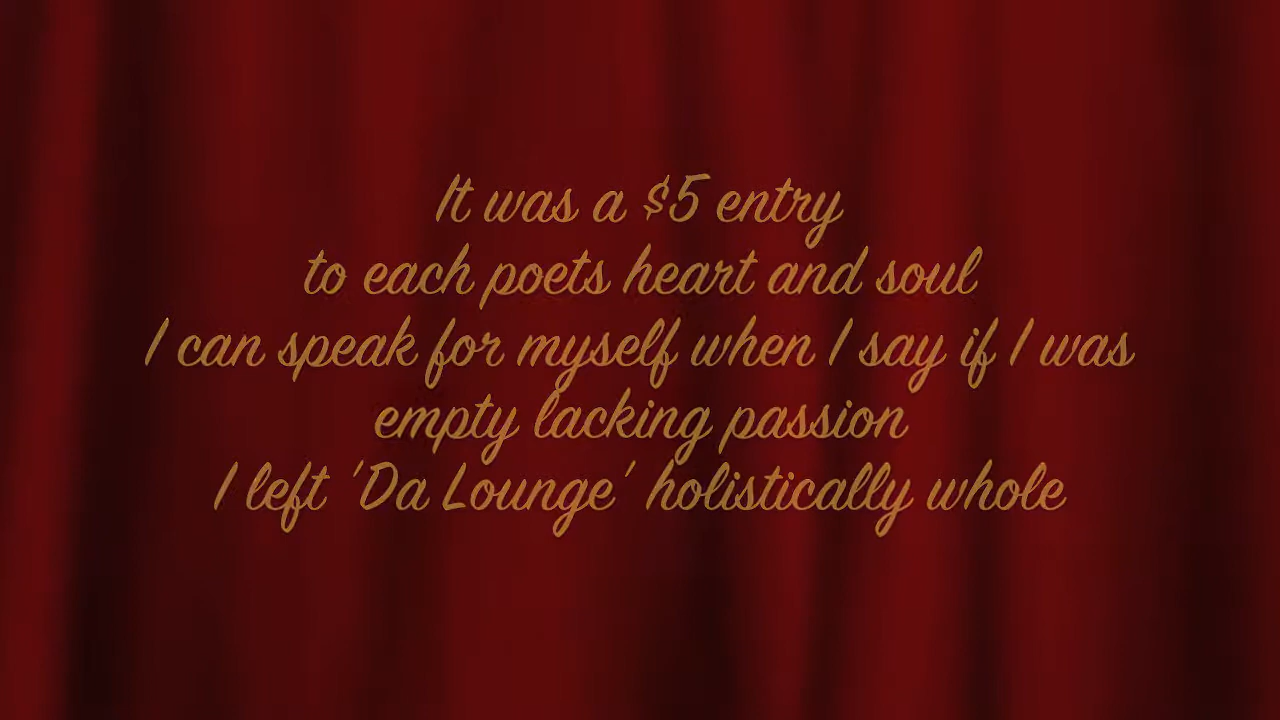 It was a $5 entry
to each poets heart and soul
I can speak for myself when I say if I was
empty lacking passion
I left 'Da Lounge' holistically whole